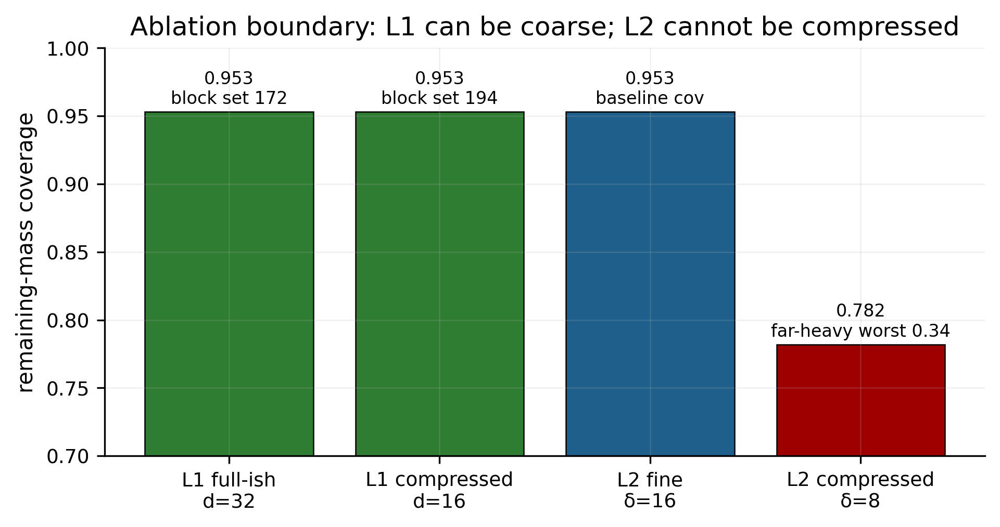 Ablation boundary: L1 can be coarse; L2 cannot be compressed
remaining-mass coverage
1.00
0.95
0.90
0.85
0.80
0.75
0.70
0.953
block set 172
0.953
block set 194
0.953
baseline cov
0.782
far-heavy worst 0.34
L1 full-ish
d=32
L1 compressed
d=16
L2 fine
δ=16
L2 compressed
δ=8